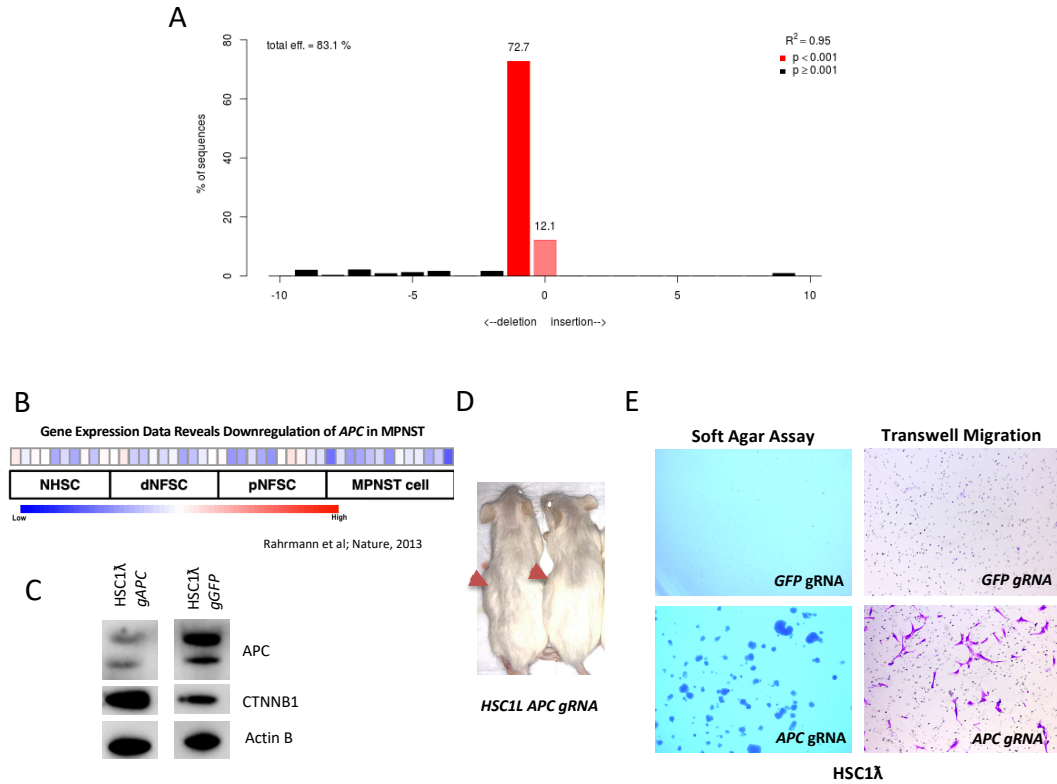 A
total eff. = 83.1 %
R² = 0.95
p < 0.001
p ≥ 0.001
72.7
12.1
% of sequences
80
60
40
20
0
-10
-5
0
5
10
<--deletion insertion-->
B
Gene Expression Data Reveals Downregulation of APC in MPNST
NHSC dNFSC pNFSC MPNST cell
Low
High
Rahrmann et al; Nature, 2013
C
HSC1λ
gAPC
HSC1λ
gGFP
APC
CTNNB1
Actin B
D
HSC1L APC gRNA
E
Soft Agar Assay
Transwell Migration
GFP gRNA
GFP gRNA
APC gRNA
APC gRNA
HSC1λ